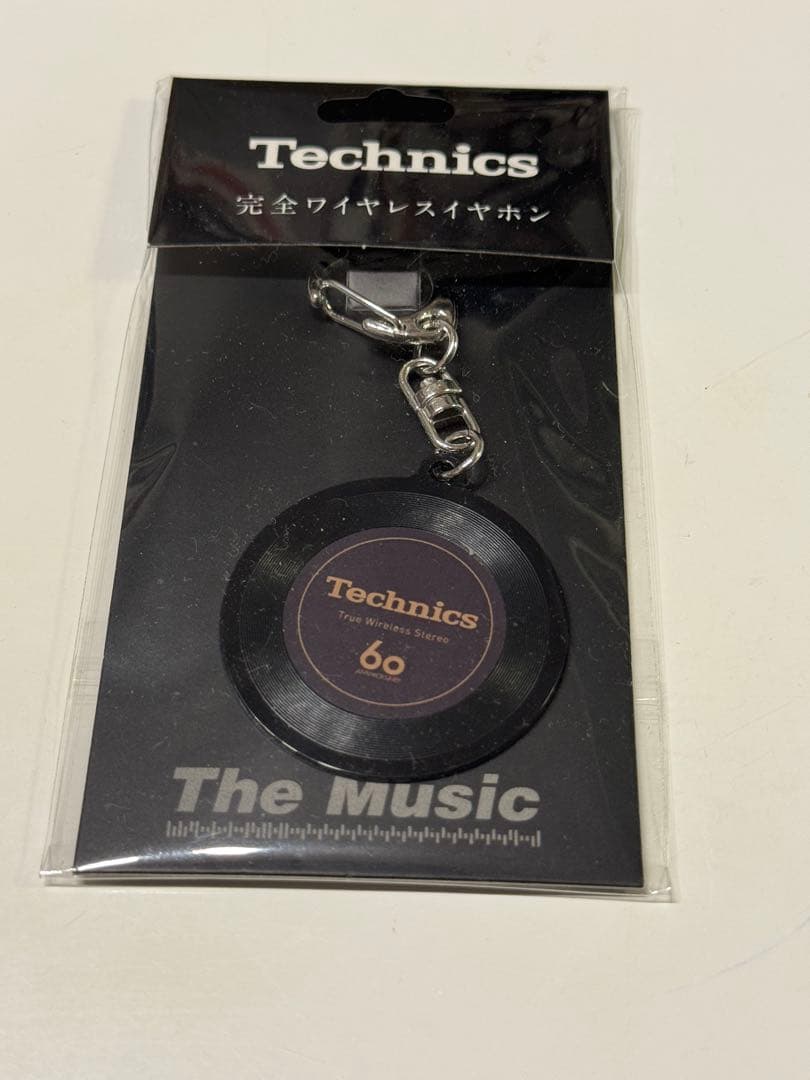 Technics
完全ワイヤレスイヤホン
Technics
True Wireless Stereo
60
ANNIVERSARY
The Music